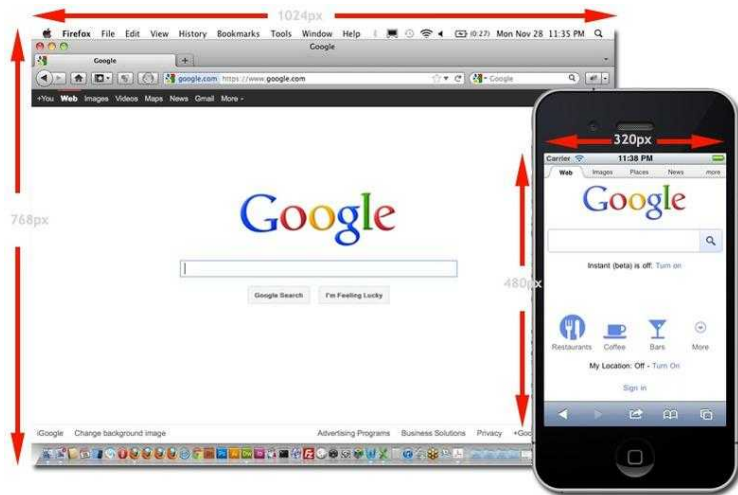 1024px
Firefox File Edit View History Bookmarks Tools Window Help (0:27) Mon Nov 28 11:35 PM
Google
Google
google.com https://www.google.com Google
+You Web Images Videos Maps News Gmail More
Google
Google Search I'm Feeling Lucky
iGoogle Change background image Advertising Programs Business Solutions Privacy
768px
320px
Carrier 11:38 PM
Web Images Places News more
Google
Instant (beta) is off: Turn on
480px
Restaurants Coffee Bars More
My Location: Off - Turn On
Sign in